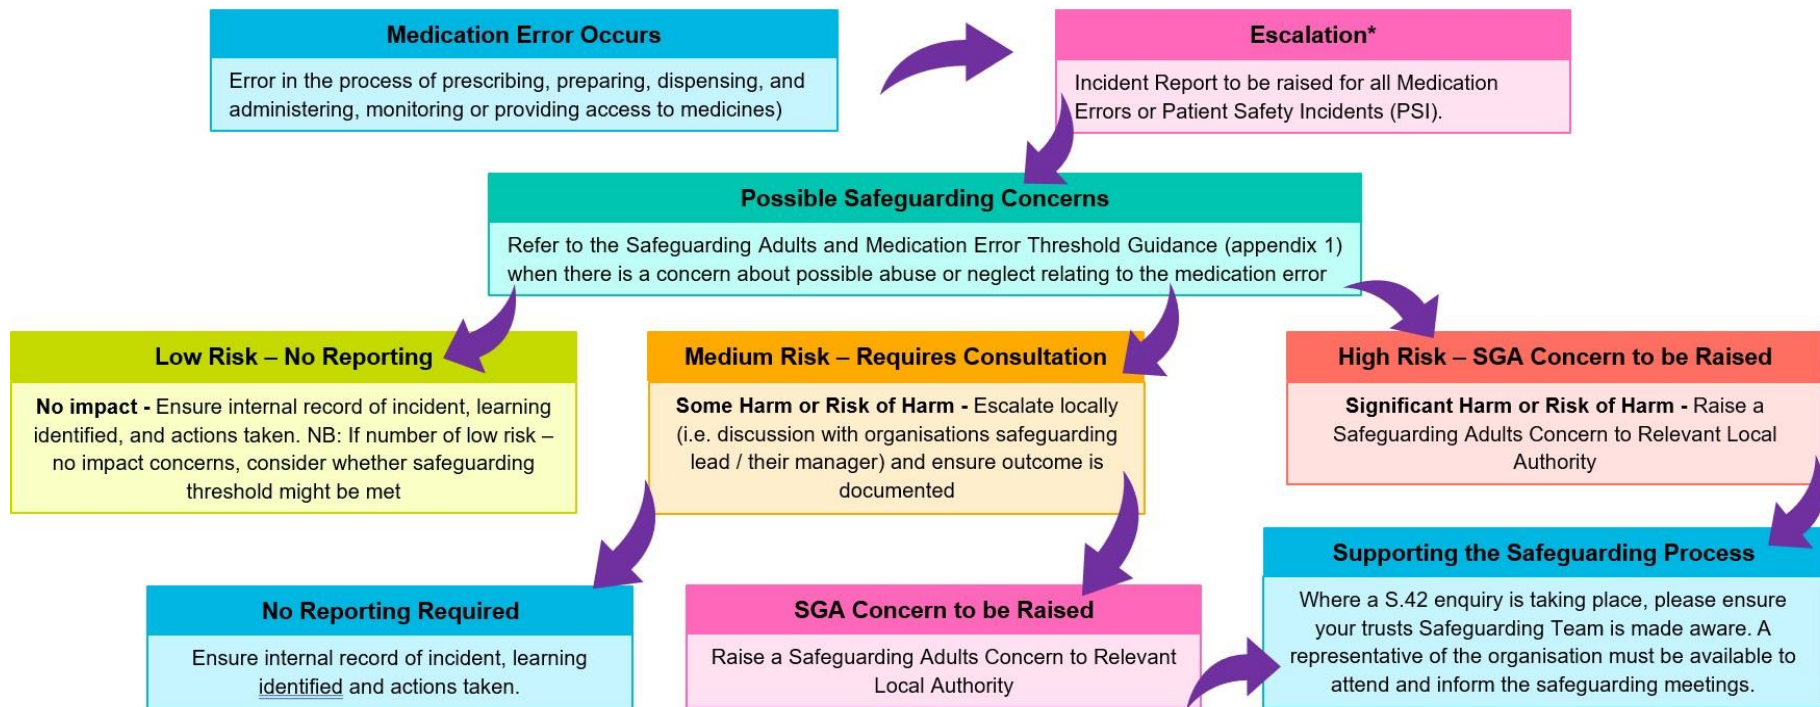 Medication Error Occurs
Error in the process of prescribing, preparing, dispensing, and
administering, monitoring or providing access to medicines)
Escalation*
Incident Report to be raised for all Medication
Errors or Patient Safety Incidents (PSI).
Possible Safeguarding Concerns
Refer to the Safeguarding Adults and Medication Error Threshold Guidance (appendix 1)
when there is a concern about possible abuse or neglect relating to the medication error
Low Risk – No Reporting
No impact - Ensure internal record of incident, learning
identified, and actions taken. NB: If number of low risk –
no impact concerns, consider whether safeguarding
threshold might be met
Medium Risk – Requires Consultation
Some Harm or Risk of Harm - Escalate locally
(i.e. discussion with organisations safeguarding
lead / their manager) and ensure outcome is
documented
High Risk – SGA Concern to be Raised
Significant Harm or Risk of Harm - Raise a
Safeguarding Adults Concern to Relevant Local
Authority
No Reporting Required
Ensure internal record of incident, learning
identified and actions taken.
SGA Concern to be Raised
Raise a Safeguarding Adults Concern to Relevant
Local Authority
Supporting the Safeguarding Process
Where a S.42 enquiry is taking place, please ensure
your trusts Safeguarding Team is made aware. A
representative of the organisation must be available to
attend and inform the safeguarding meetings.